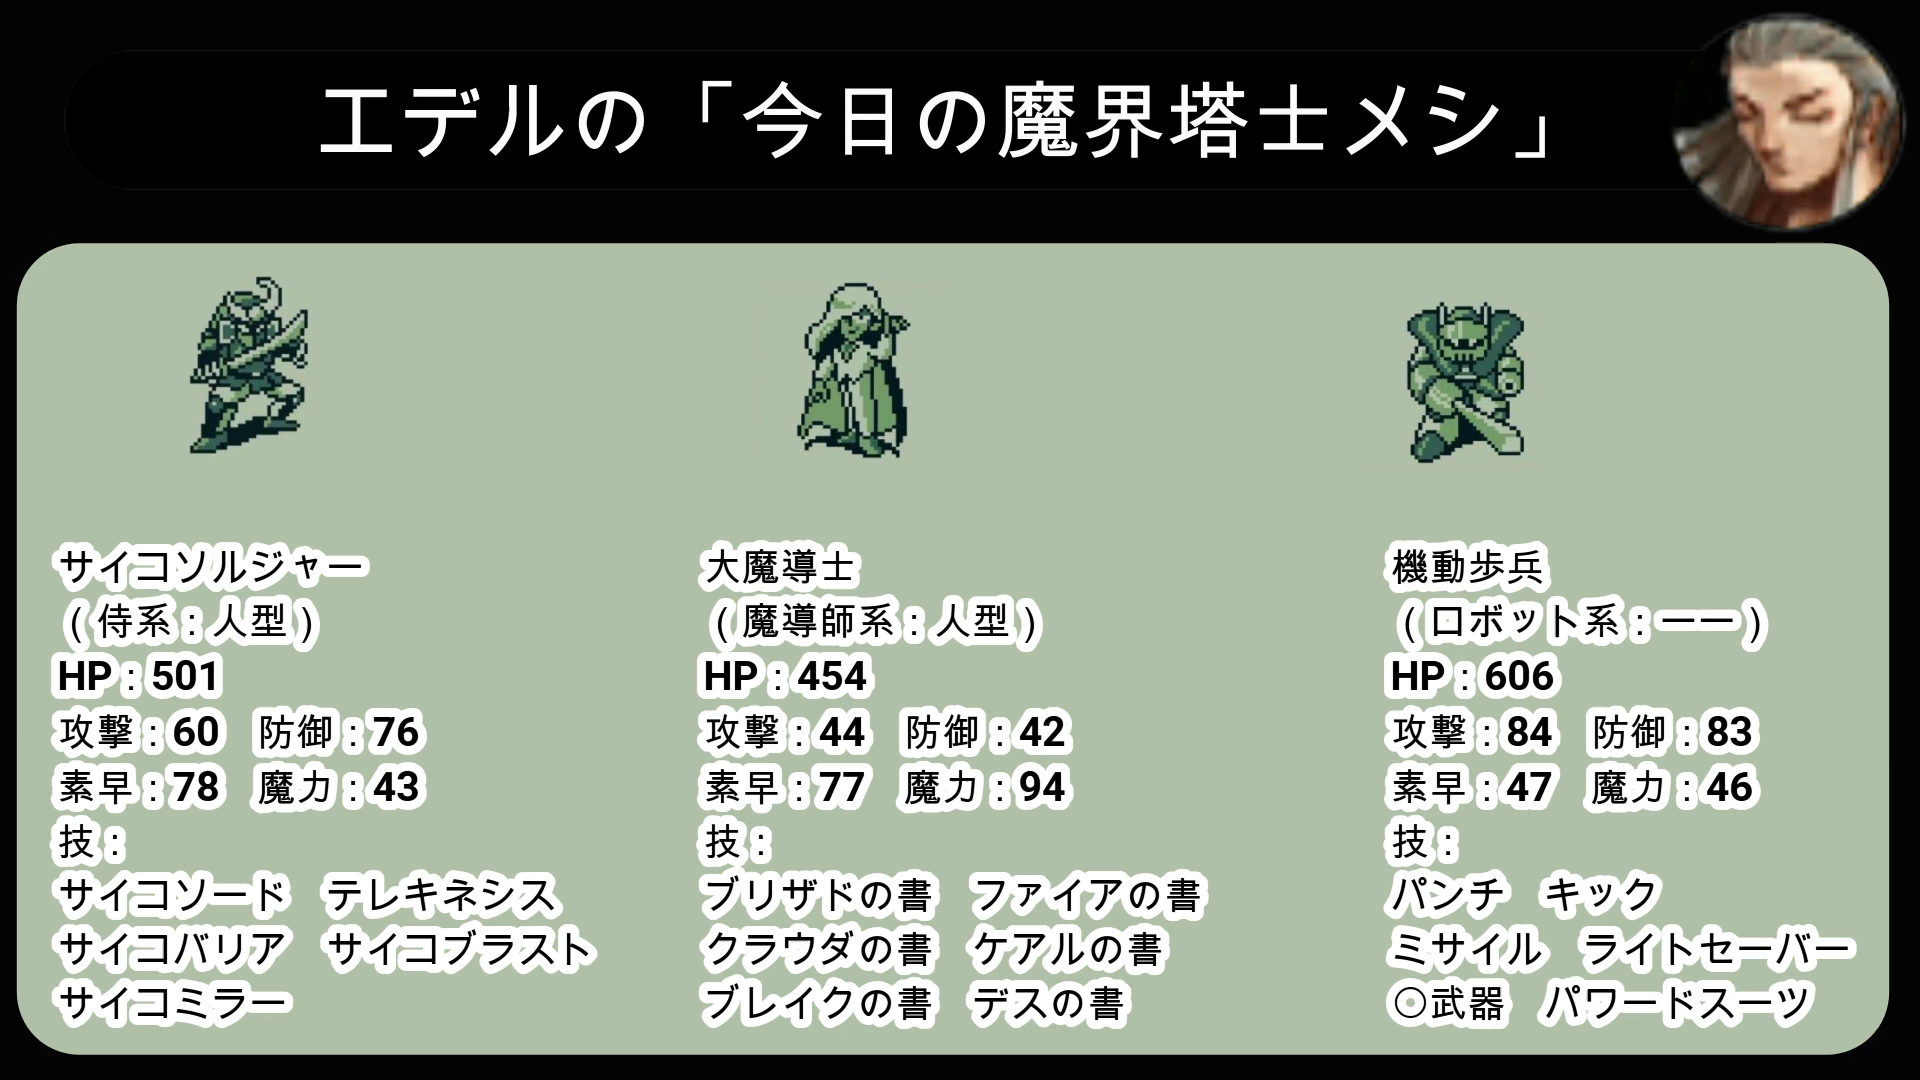 エデルの「今日の魔界塔士メシ」
サイコソルジャー
(侍系:人型)
HP:501
攻撃:60 防御:76
素早:78 魔力:43
技:
サイコソード テレキネシス
サイコバリア サイコブラスト
サイコミラー
大魔導士
(魔導師系:人型)
HP:454
攻撃:44 防御:42
素早:77 魔力:94
技:
ブリザドの書 ファイアの書
クラウダの書 ケアルの書
ブレイクの書 デスの書
機動歩兵
(ロボット系:ーー)
HP:606
攻撃:84 防御:83
素早:47 魔力:46
技:
パンチ キック
ミサイル ライトセーバー
○武器 パワードスーツ